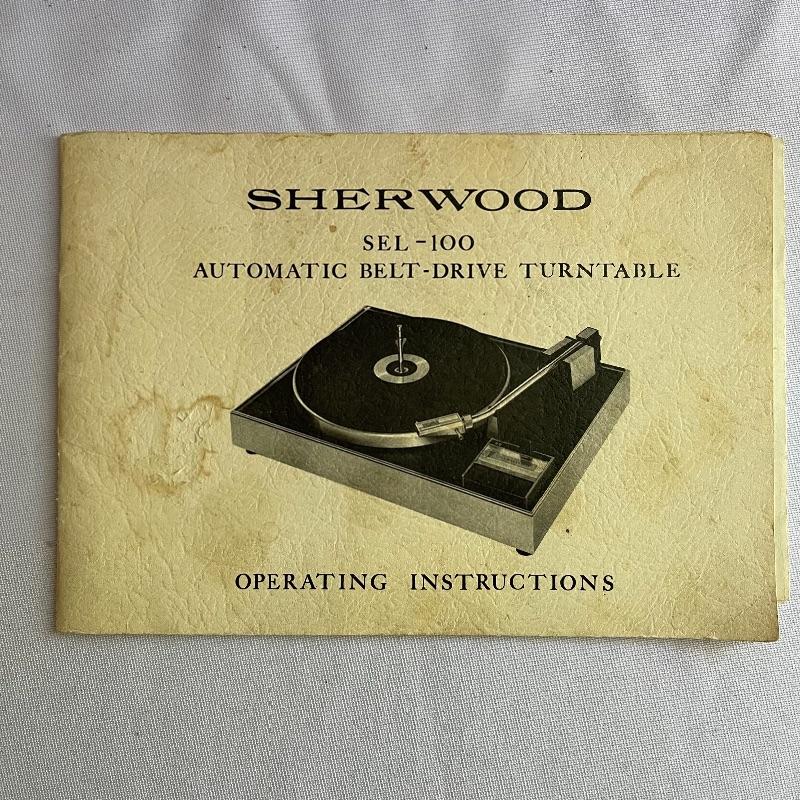 SHERWOOD
SEL-100
AUTOMATIC BELT-DRIVE TURNTABLE
OPERATING INSTRUCTIONS